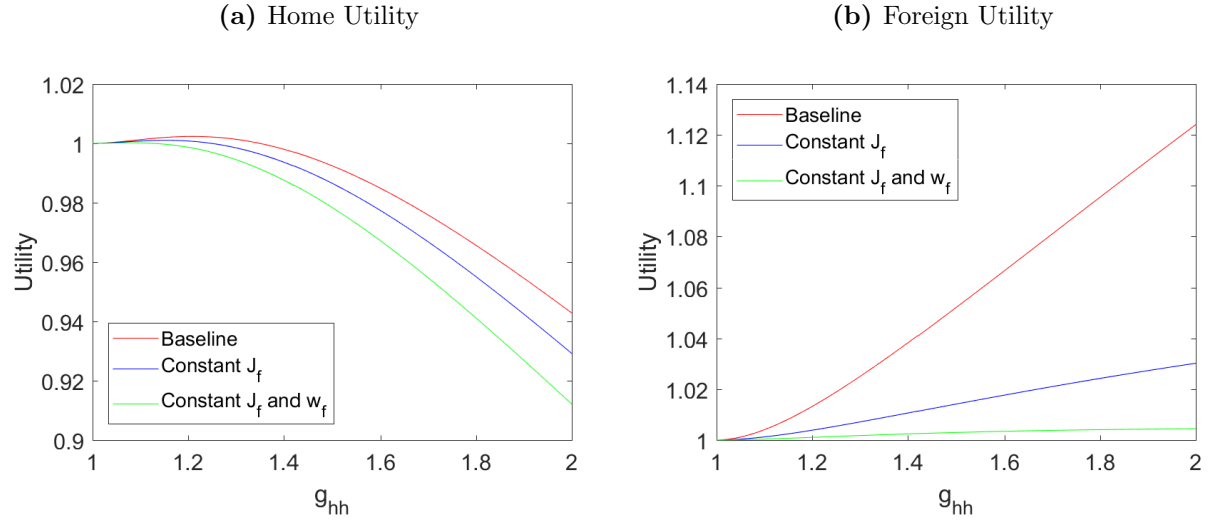 (a) Home Utility
1.02
1
0.98
0.96
0.94
0.92
0.9
Utility
Baseline
Constant J_f
Constant J_f and w_f
1
1.2
1.4
1.6
1.8
2
g_hh
(b) Foreign Utility
1.14
1.12
1.1
1.08
1.06
1.04
1.02
1
Utility
Baseline
Constant J_f
Constant J_f and w_f
1
1.2
1.4
1.6
1.8
2
g_hh